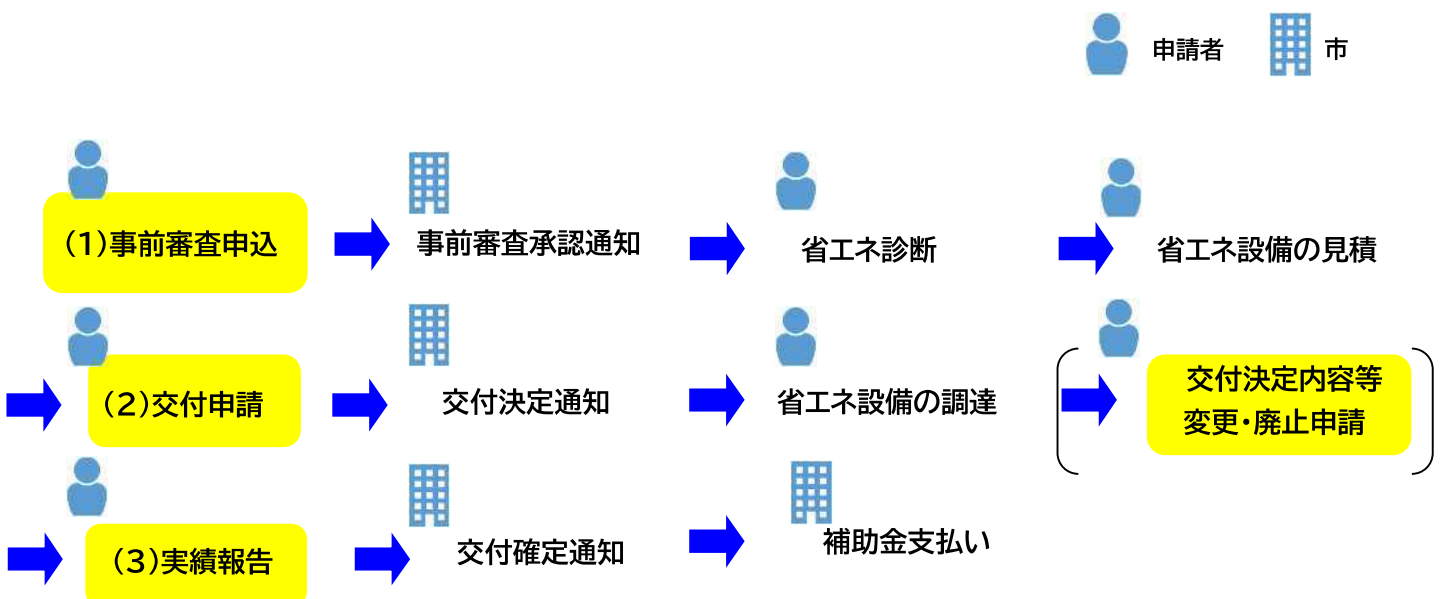 申請者
市
(1)事前審査申込
事前審査承認通知
省エネ診断
省エネ設備の見積
(2)交付申請
交付決定通知
省エネ設備の調達
交付決定内容等
変更・廃止申請
(3)実績報告
交付確定通知
補助金支払い